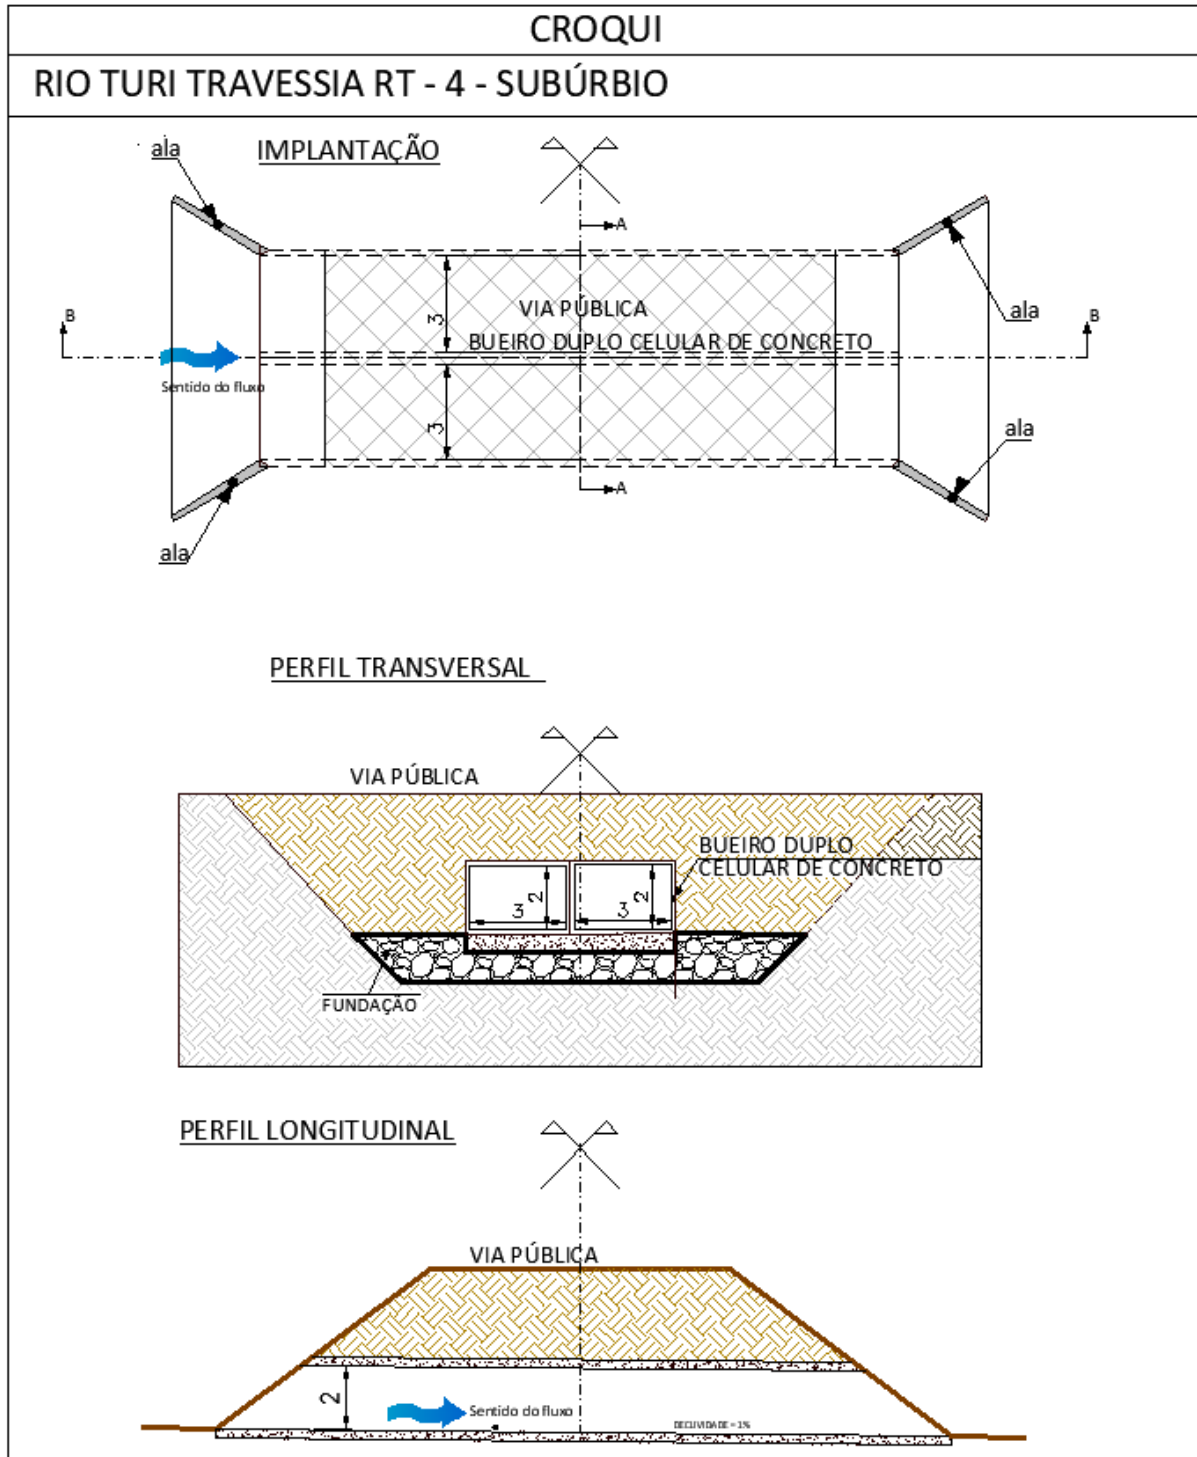 CROQUI
RIO TURI TRAVESSIA RT - 4 - SUBÚRBIO
IMPLANTAÇÃO
ala
A
ala
B
B
3
VIA PÚBLICA
BUEIRO DUPLO CELULAR DE CONCRETO
Sentido do fluxo
3
ala
A
ala
PERFIL TRANSVERSAL
VIA PÚBLICA
BUEIRO DUPLO
CELULAR DE CONCRETO
3
2
3
2
FUNDAÇÃO
PERFIL LONGITUDINAL
VIA PÚBLICA
2
Sentido do fluxo
DECLIVIDADE = 1%